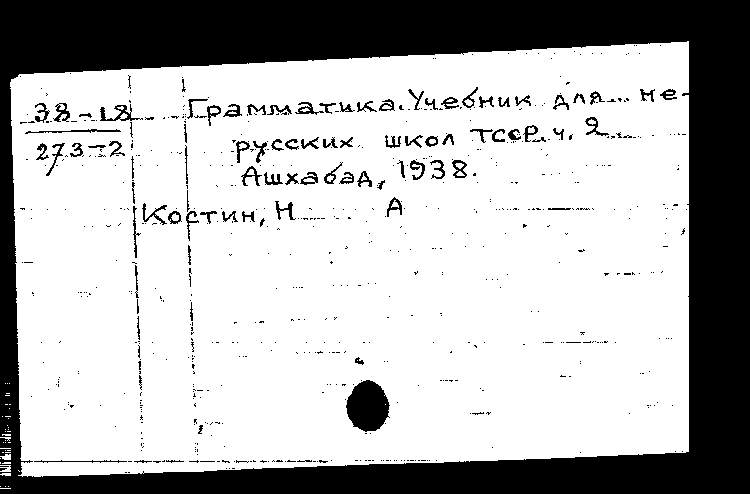 38-18 Грамматика. Учебник для не-
273-2 русских школ ТССР. ч. 2
Ашхабад, 1938.
Костин, Н А